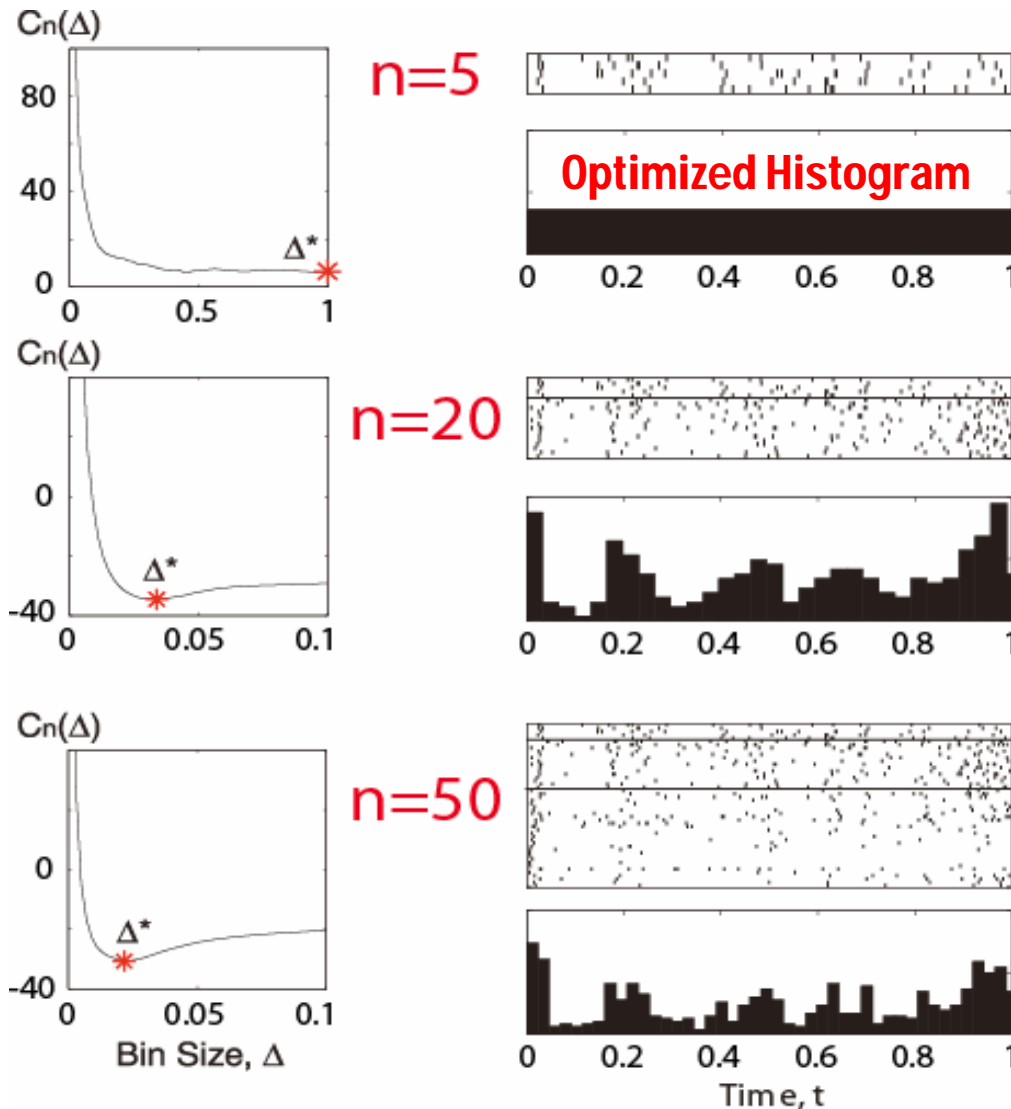 Cn(Δ)
n=5
80
40
0
Δ*
0 0.5 1
Optimized Histogram
0 0.2 0.4 0.6 0.8 1
Cn(Δ)
n=20
0
-40
Δ*
0 0.05 0.1
0 0.2 0.4 0.6 0.8 1
Cn(Δ)
n=50
0
-40
Δ*
0 0.05 0.1
Bin Size, Δ
0 0.2 0.4 0.6 0.8 1
Time, t